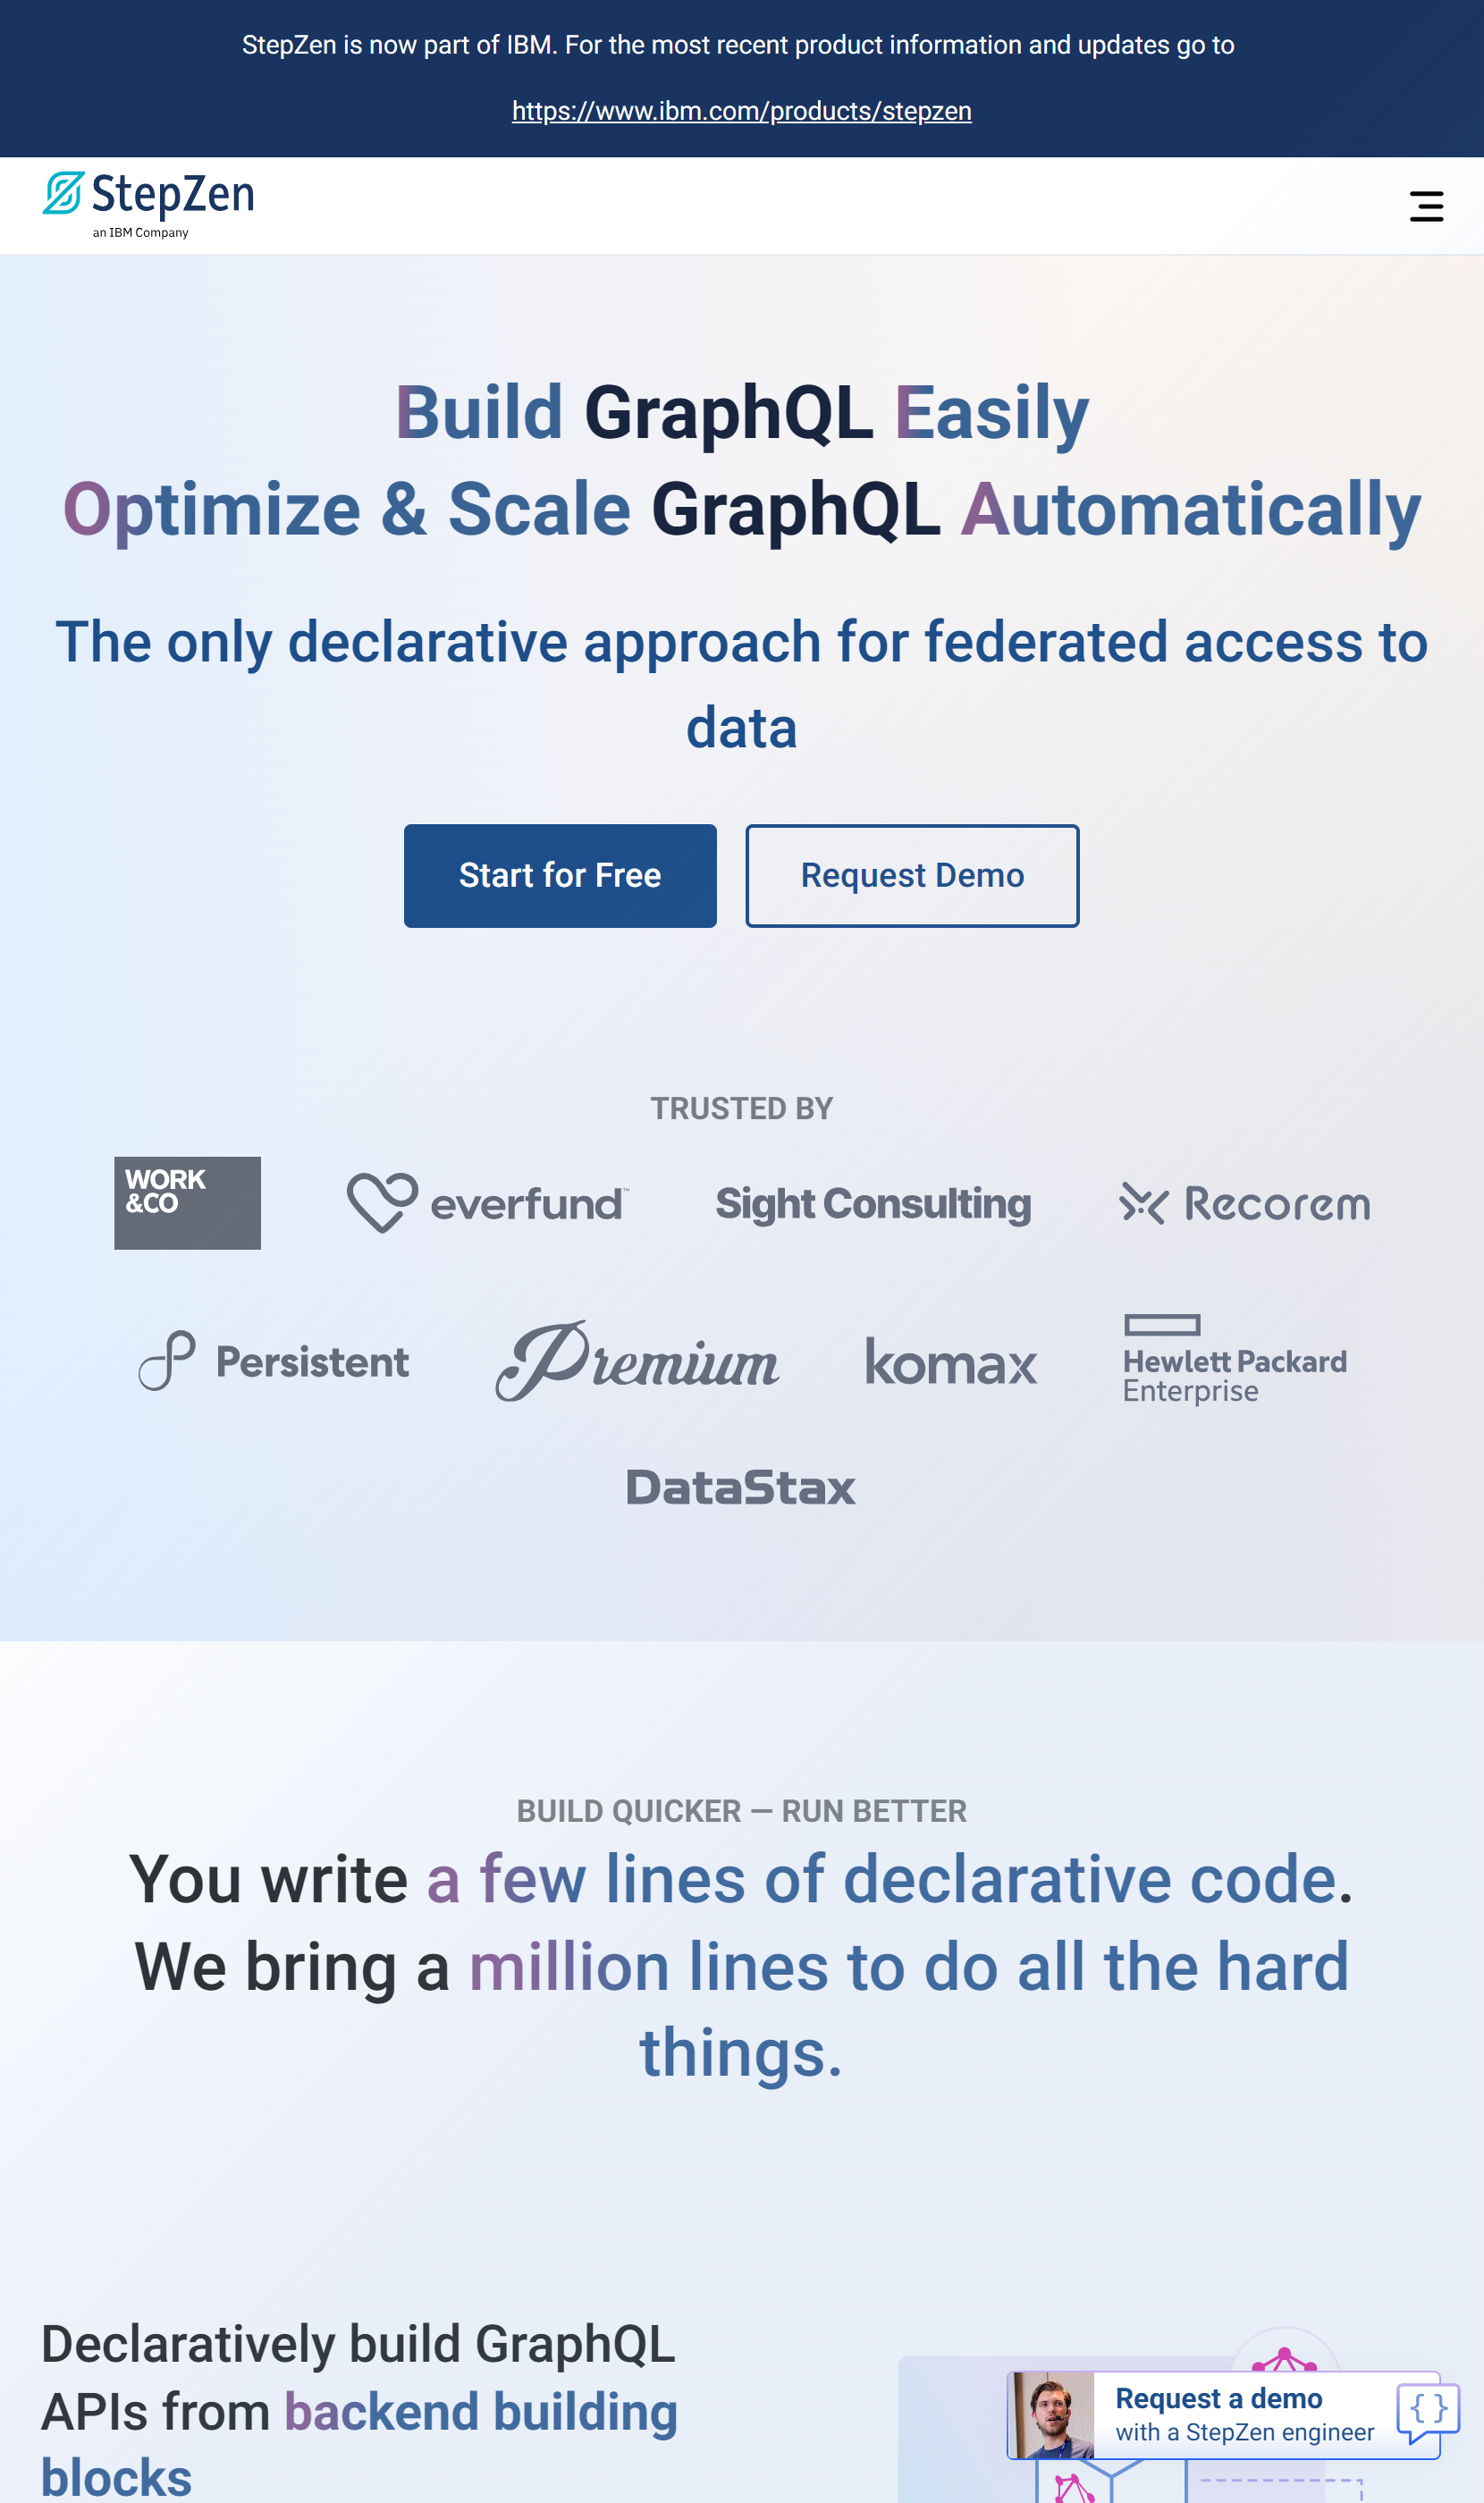 StepZen is now part of IBM. For the most recent product information and updates go to
https://www.ibm.com/products/stepzen
StepZen
an IBM Company
Build GraphQL Easily
Optimize & Scale GraphQL Automatically
The only declarative approach for federated access to
data
Start for Free
Request Demo
TRUSTED BY
WORK
&CO
everfund™
Sight Consulting
Recorem
Persistent
Premium
komax
Hewlett Packard
Enterprise
DataStax
BUILD QUICKER — RUN BETTER
You write a few lines of declarative code.
We bring a million lines to do all the hard
things.
Declaratively build GraphQL
APIs from backend building
blocks
Request a demo
with a StepZen engineer
{ }